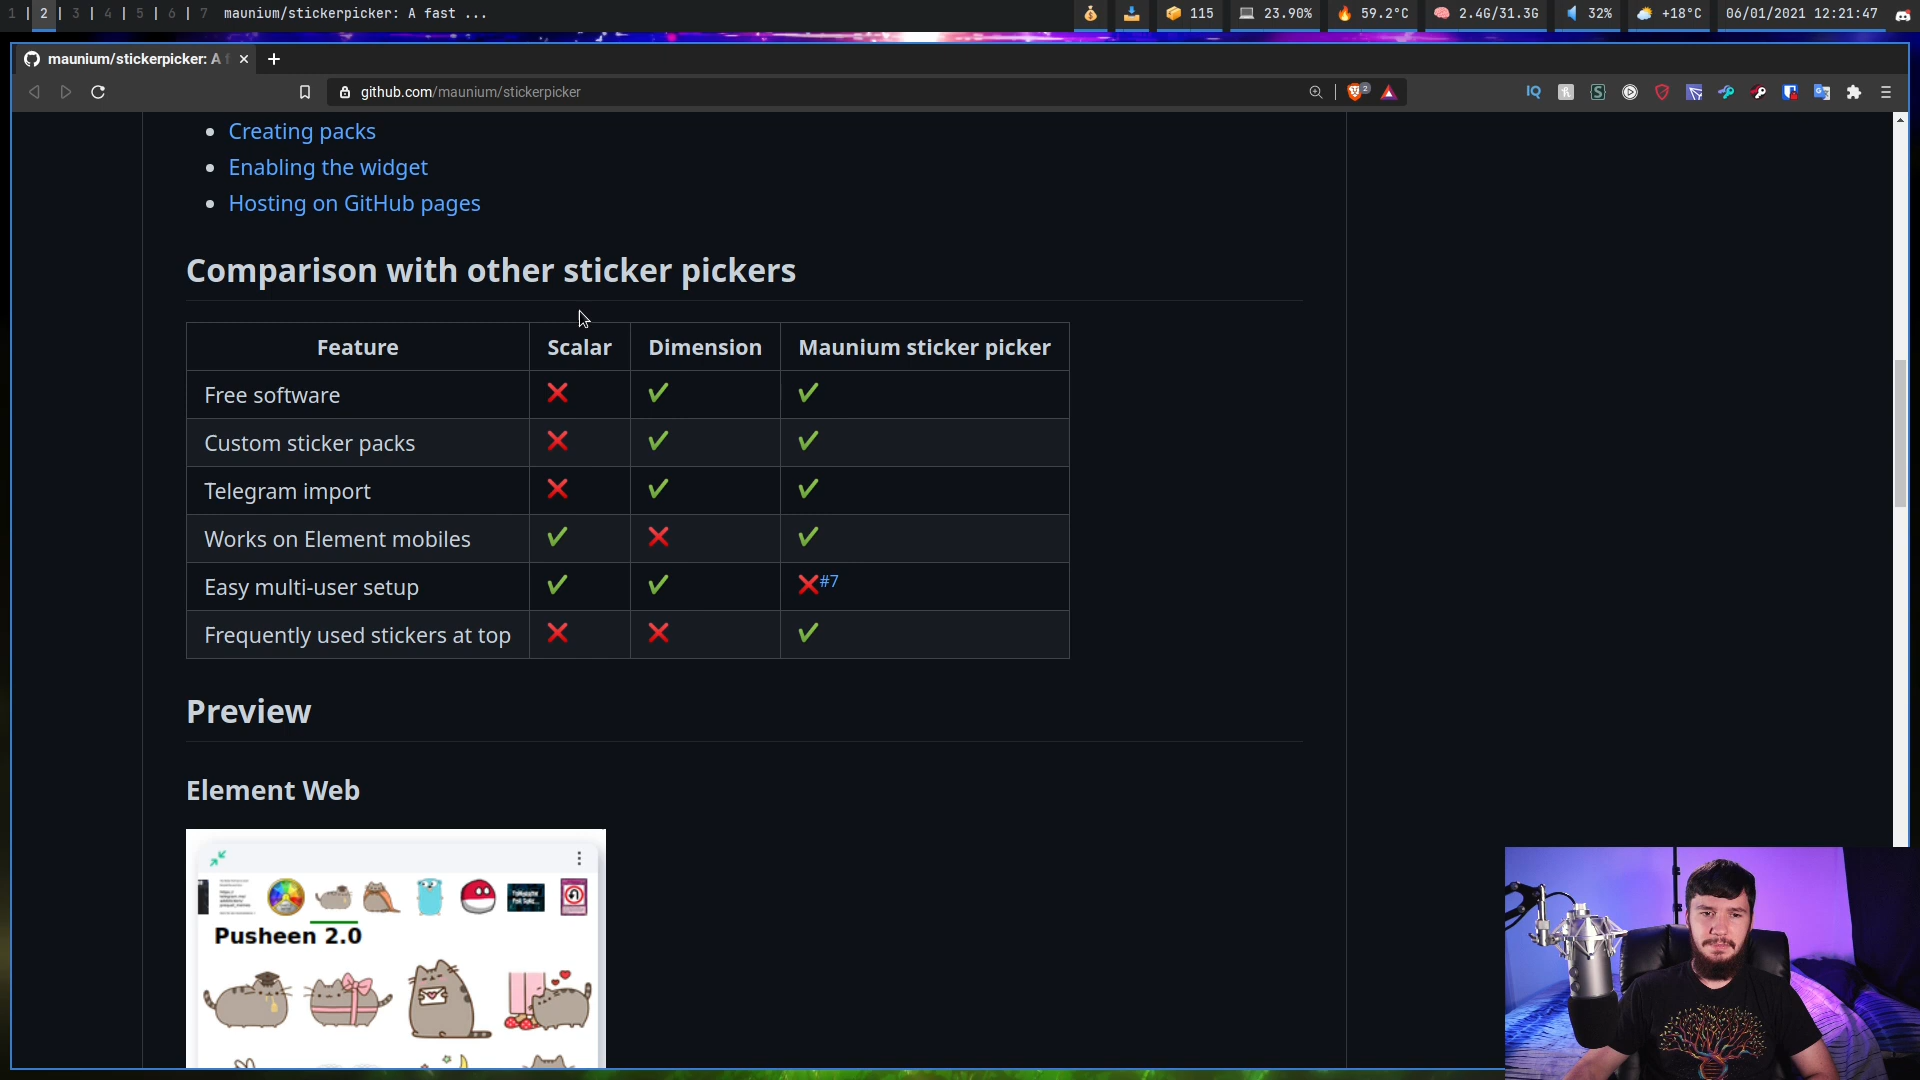 1 | 2 | 3 | 4 | 5 | 6 | 7 maunium/stickerpicker: A fast ... 115 23.90% 59.2°C 2.4G/31.3G 32% +18°C 06/01/2021 12:21:47
maunium/stickerpicker: A f
github.com/maunium/stickerpicker
Creating packs
Enabling the widget
Hosting on GitHub pages
Comparison with other sticker pickers
Feature Scalar Dimension Maunium sticker picker
Free software ❌ ✔ ✔
Custom sticker packs ❌ ✔ ✔
Telegram import ❌ ✔ ✔
Works on Element mobiles ✔ ❌ ✔
Easy multi-user setup ✔ ✔ ❌#7
Frequently used stickers at top ❌ ❌ ✔
Preview
Element Web
Pusheen 2.0